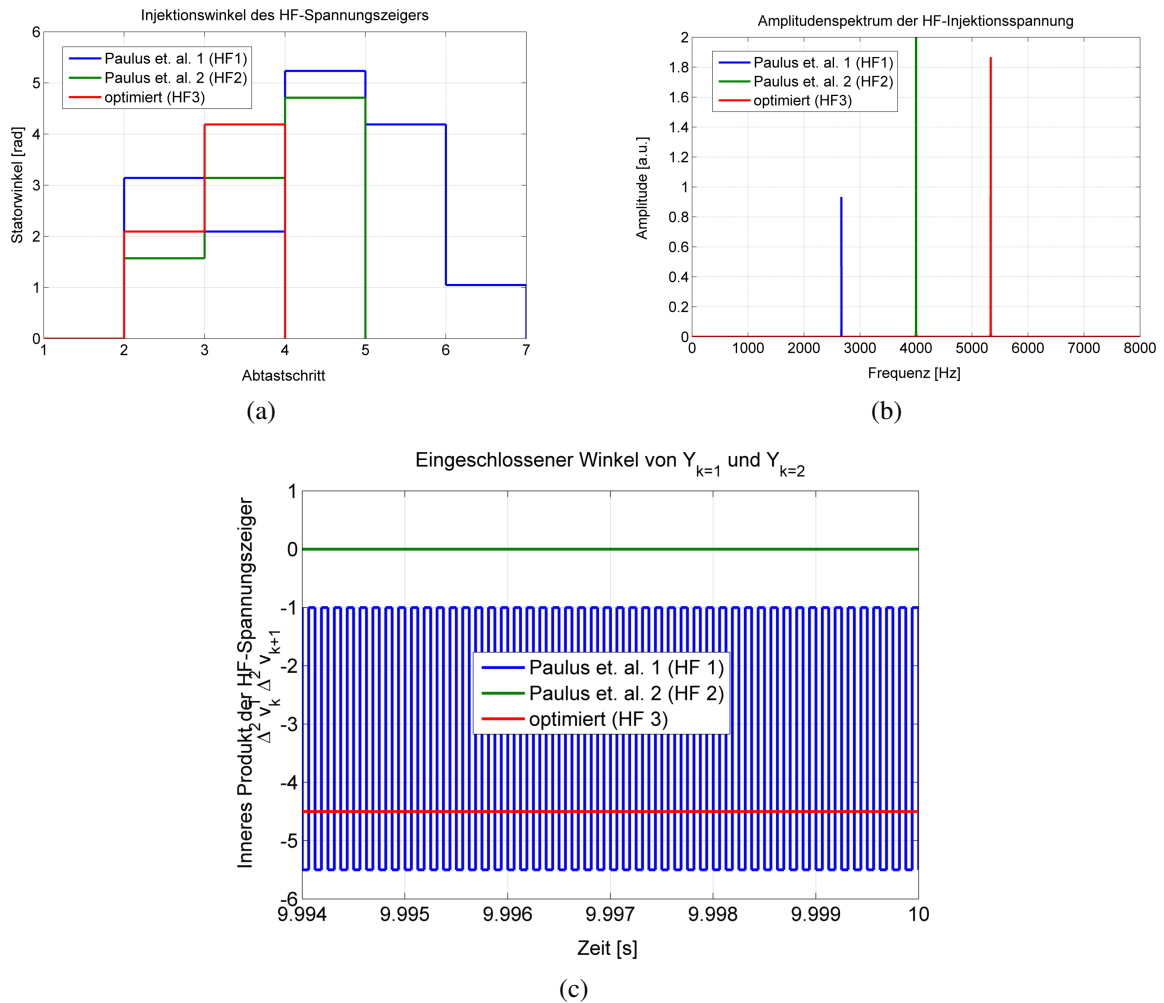 Injektionswinkel des HF-Spannungszeigers
Statorwinkel [rad]
6
5
4
3
2
1
0
Paulus et. al. 1 (HF1)
Paulus et. al. 2 (HF2)
optimiert (HF3)
1 2 3 4 5 6 7
Abtastschritt
(a)
Amplitudenspektrum der HF-Injektionsspannung
Amplitude [a.u.]
2
1.8
1.6
1.4
1.2
1
0.8
0.6
0.4
0.2
0
Paulus et. al. 1 (HF1)
Paulus et. al. 2 (HF2)
optimiert (HF3)
0 1000 2000 3000 4000 5000 6000 7000 8000
Frequenz [Hz]
(b)
Eingeschlossener Winkel von Y_{k=1} und Y_{k=2}
Inneres Produkt der HF-Spannungszeiger
Δ² v_k^T Δ² v_{k+1}
1
0
-1
-2
-3
-4
-5
-6
Paulus et. al. 1 (HF 1)
Paulus et. al. 2 (HF 2)
optimiert (HF 3)
9.994 9.995 9.996 9.997 9.998 9.999 10
Zeit [s]
(c)